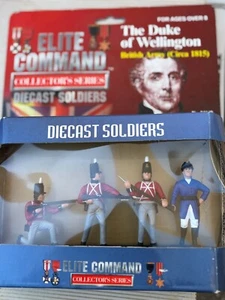 FOR AGES OVER 8
ELITE
COMMAND
COLLECTOR'S SERIES
DIECAST SOLDIERS
The Duke
of Wellington
British Army (Circa 1815)
DIECAST SOLDIERS
ELITE COMMAND
COLLECTOR'S SERIES